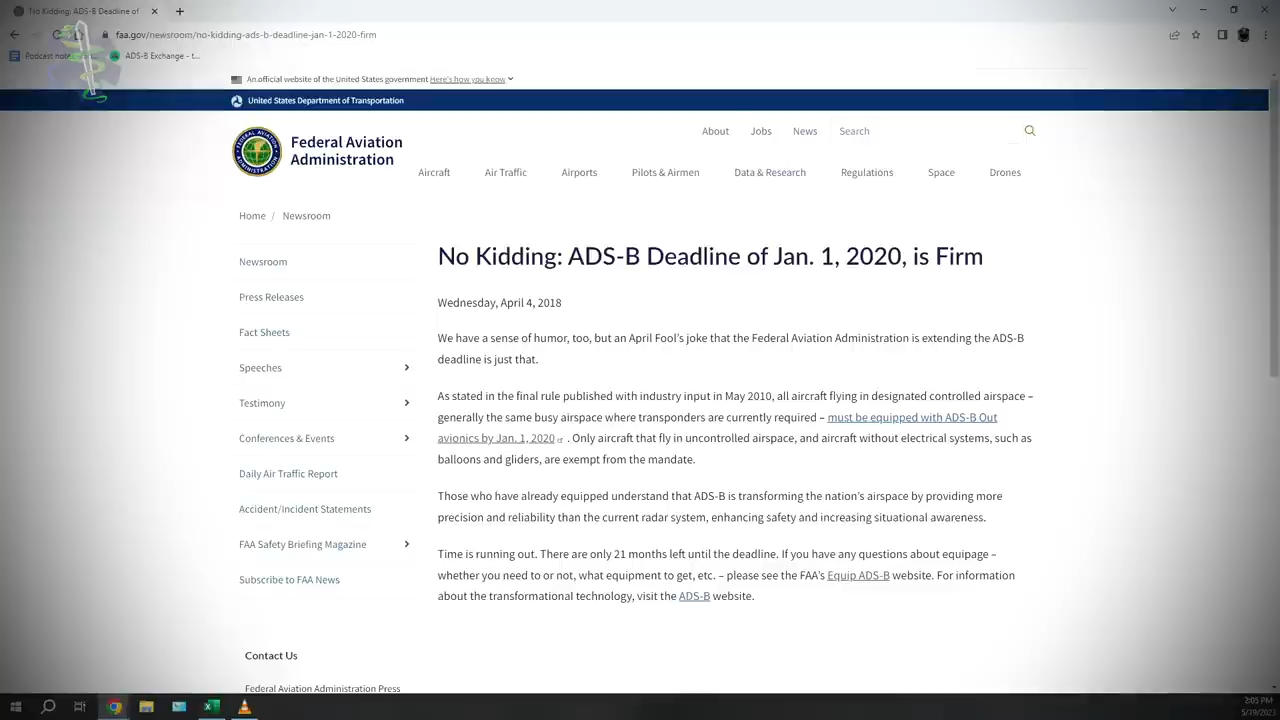 No Kidding: ADS-B Deadline of
faa.gov/newsroom/no-kidding-ads-b-deadline-jan-1-2020-firm
Podcast note
ADS-B Exchange - t...
An official website of the United States government Here's how you know
United States Department of Transportation
Federal Aviation
Administration
About Jobs News Search
Aircraft Air Traffic Airports Pilots & Airmen Data & Research Regulations Space Drones
Home / Newsroom
Newsroom
Press Releases
Fact Sheets
Speeches
Testimony
Conferences & Events
Daily Air Traffic Report
Accident/Incident Statements
FAA Safety Briefing Magazine
Subscribe to FAA News
No Kidding: ADS-B Deadline of Jan. 1, 2020, is Firm
Wednesday, April 4, 2018
We have a sense of humor, too, but an April Fool's joke that the Federal Aviation Administration is extending the ADS-B
deadline is just that.
As stated in the final rule published with industry input in May 2010, all aircraft flying in designated controlled airspace –
generally the same busy airspace where transponders are currently required – must be equipped with ADS-B Out
avionics by Jan. 1, 2020 . Only aircraft that fly in uncontrolled airspace, and aircraft without electrical systems, such as
balloons and gliders, are exempt from the mandate.
Those who have already equipped understand that ADS-B is transforming the nation's airspace by providing more
precision and reliability than the current radar system, enhancing safety and increasing situational awareness.
Time is running out. There are only 21 months left until the deadline. If you have any questions about equipage –
whether you need to or not, what equipment to get, etc. – please see the FAA's Equip ADS-B website. For information
about the transformational technology, visit the ADS-B website.
Contact Us
Federal Aviation Administration Press
2:05 PM